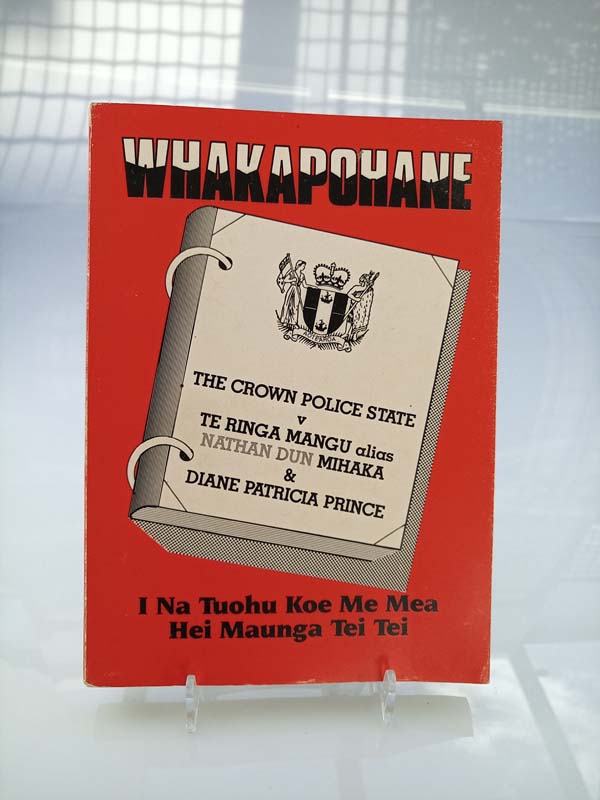 WHAKAPOHANE
AOTEAROA
THE CROWN POLICE STATE
v
TE RINGA MANGU alias
NATHAN DUN MIHAKA
&
DIANE PATRICIA PRINCE
I Na Tuohu Koe Me Mea
Hei Maunga Tei Tei